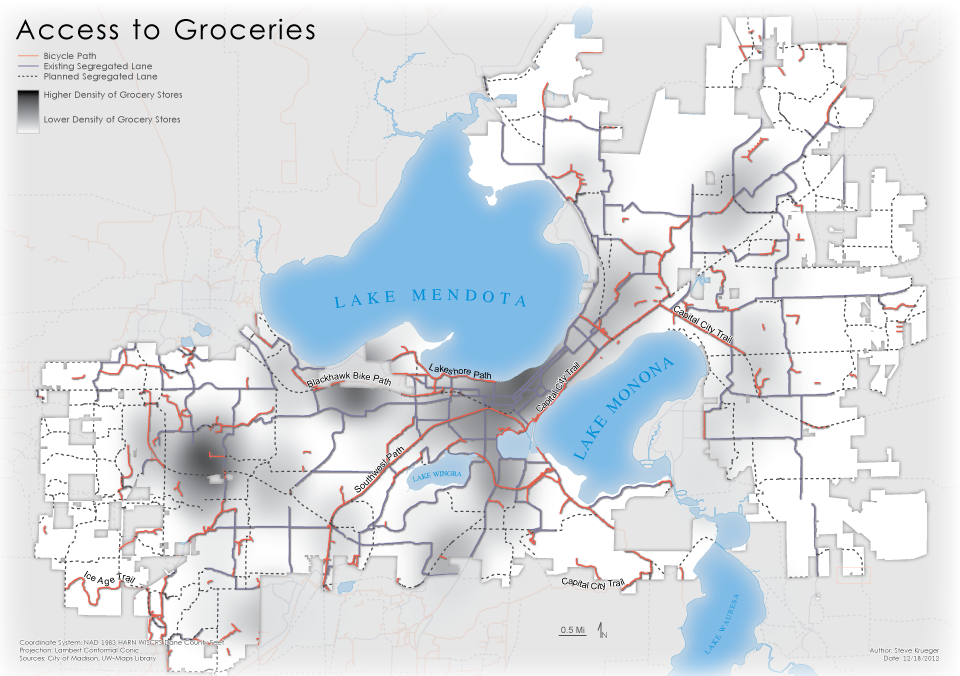 Access to Groceries
Bicycle Path
Existing Segregated Lane
Planned Segregated Lane
Higher Density of Grocery Stores
Lower Density of Grocery Stores
LAKE MENDOTA
Capital City Trail
Lakeshore Path
Blackhawk Bike Path
Capital City Trail
LAKE MONONA
Southwest Path
LAKE WINGRA
Ice Age Trail
Capital City Trail
LAKE WAUBESA
0.5 Mi
N
Coordinate System: NAD 1983 HARN WISCRS Dane County Feet
Projection: Lambert Conformal Conic
Sources: City of Madison, UW-Maps Library
Author: Steve Krueger
Date: 12/18/2012